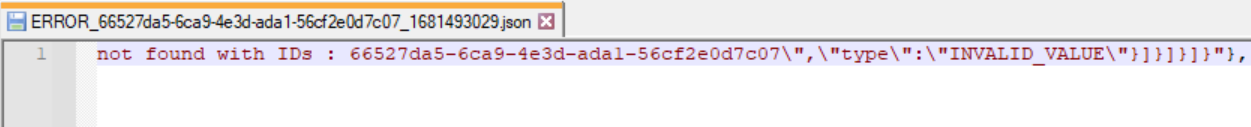 ERROR_66527da5-6ca9-4e3d-ada1-56cf2e0d7c07_1681493029.json
1 not found with IDs : 66527da5-6ca9-4e3d-ada1-56cf2e0d7c07\",\"type\":\"INVALID_VALUE\"}]}]}]}"},